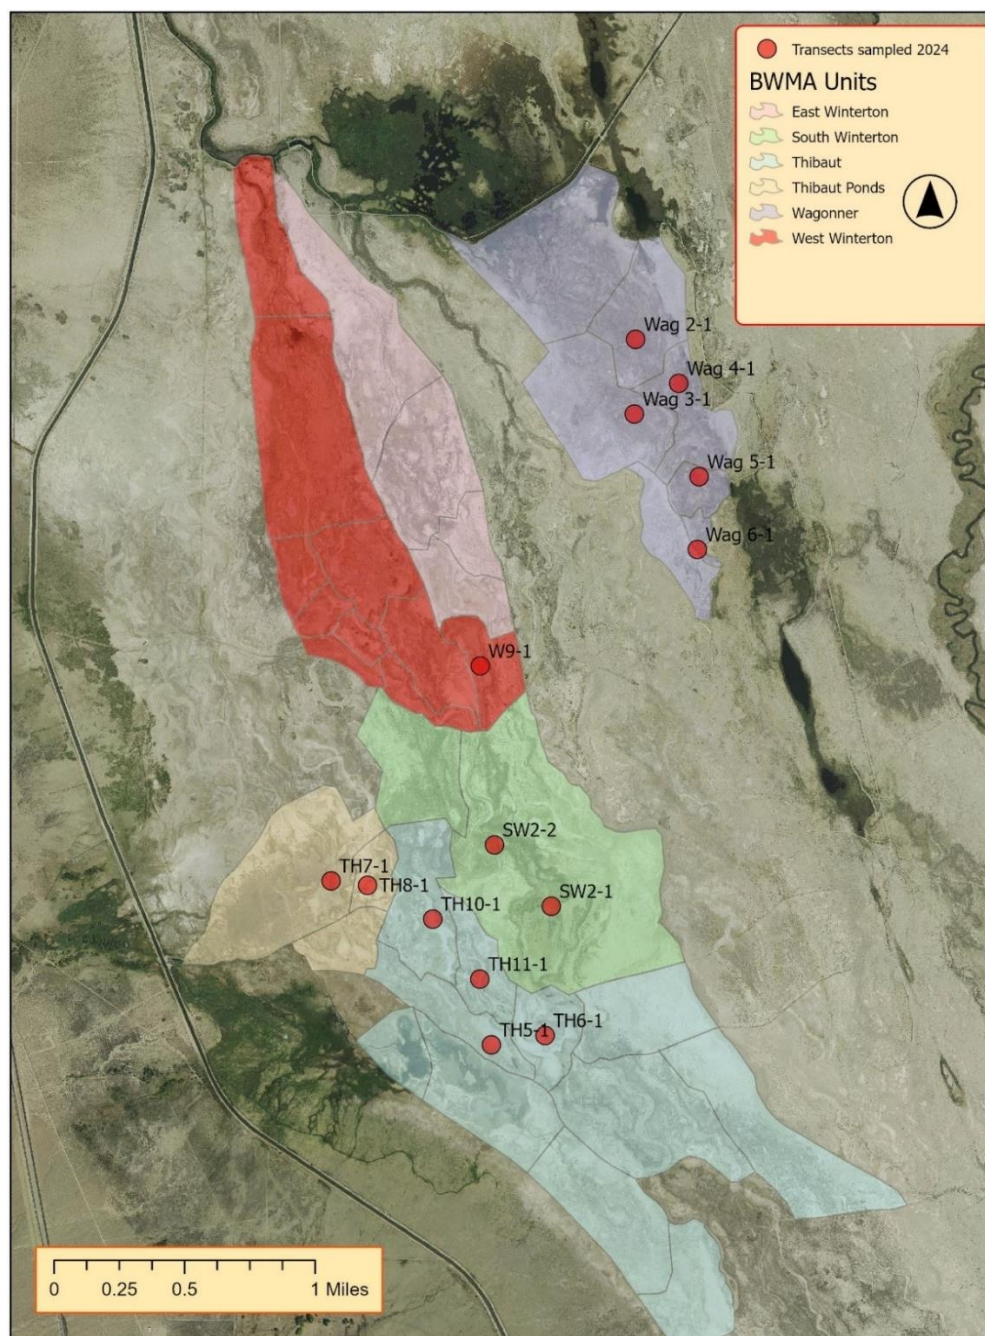 Transects sampled 2024
BWMA Units
East Winterton
South Winterton
Thibaut
Thibaut Ponds
Wagonner
West Winterton
Wag 2-1
Wag 4-1
Wag 3-1
Wag 5-1
Wag 6-1
W9-1
SW2-2
TH7-1
TH8-1
SW2-1
TH10-1
TH11-1
TH6-1
TH5-1
0 0.25 0.5 1 Miles